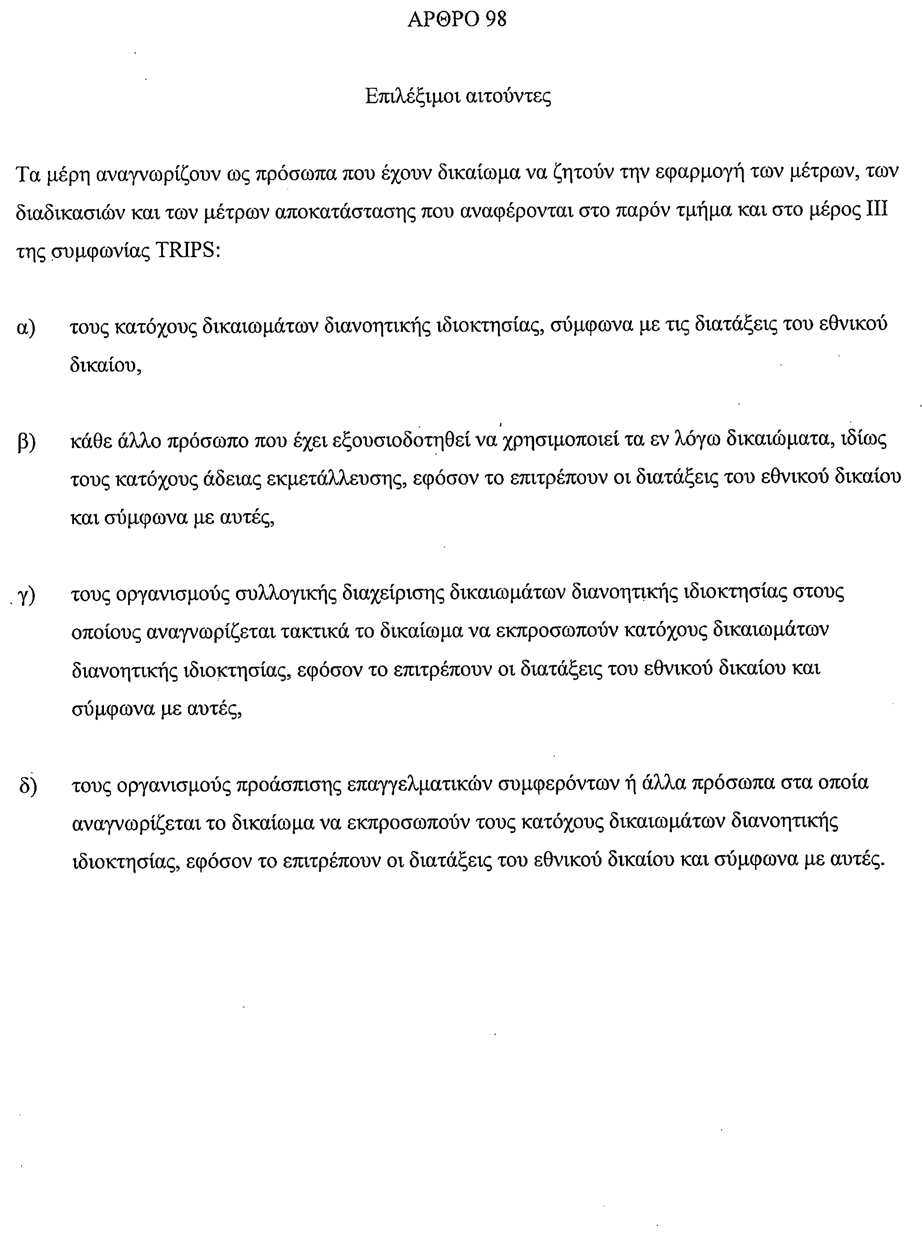 ΑΡΘΡΟ 98
Επιλέξιμοι αιτούντες
Τα μέρη αναγνωρίζουν ως πρόσωπα που έχουν δικαίωμα να ζητούν την εφαρμογή των μέτρων, των
διαδικασιών και των μέτρων αποκατάστασης που αναφέρονται στο παρόν τμήμα και στο μέρος III
της συμφωνίας TRIPS:
α) τους κατόχους δικαιωμάτων διανοητικής ιδιοκτησίας, σύμφωνα με τις διατάξεις του εθνικού
δικαίου,
β) κάθε άλλο πρόσωπο που έχει εξουσιοδοτηθεί να χρησιμοποιεί τα εν λόγω δικαιώματα, ιδίως
τους κατόχους άδειας εκμετάλλευσης, εφόσον το επιτρέπουν οι διατάξεις του εθνικού δικαίου
και σύμφωνα με αυτές,
γ) τους οργανισμούς συλλογικής διαχείρισης δικαιωμάτων διανοητικής ιδιοκτησίας στους
οποίους αναγνωρίζεται τακτικά το δικαίωμα να εκπροσωπούν κατόχους δικαιωμάτων
διανοητικής ιδιοκτησίας, εφόσον το επιτρέπουν οι διατάξεις του εθνικού δικαίου και
σύμφωνα με αυτές,
δ) τους οργανισμούς προάσπισης επαγγελματικών συμφερόντων ή άλλα πρόσωπα στα οποία
αναγνωρίζεται το δικαίωμα να εκπροσωπούν τους κατόχους δικαιωμάτων διανοητικής
ιδιοκτησίας, εφόσον το επιτρέπουν οι διατάξεις του εθνικού δικαίου και σύμφωνα με αυτές.